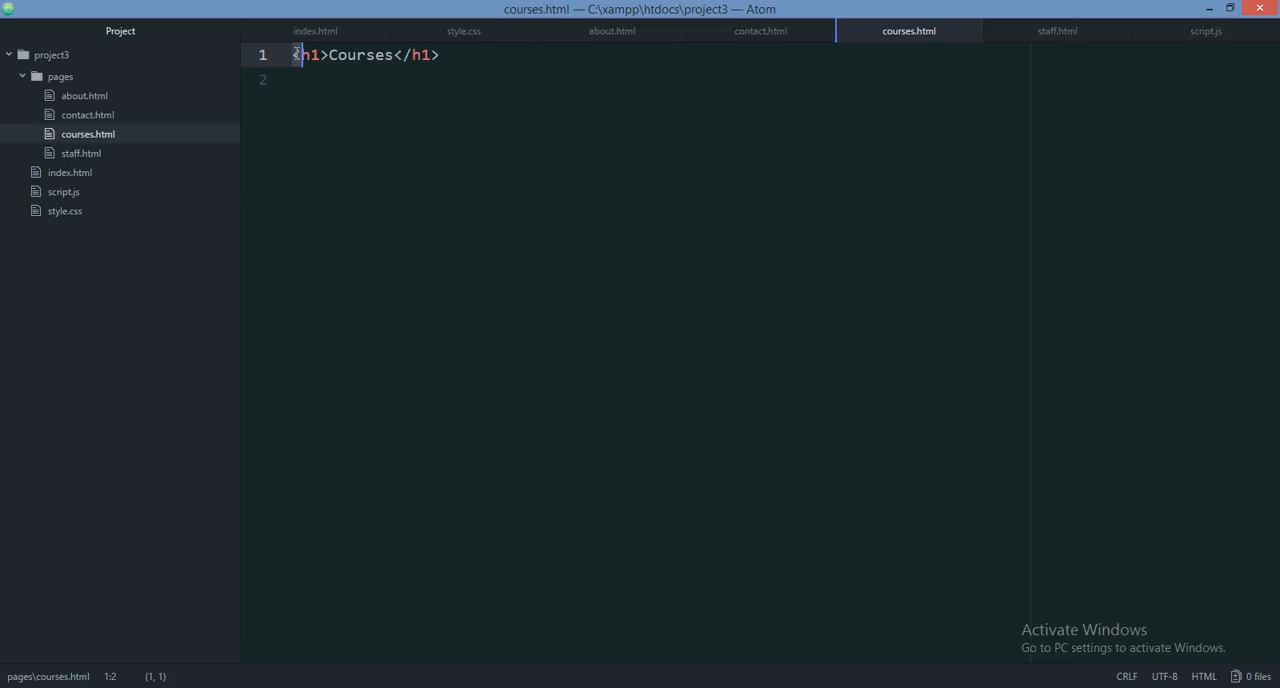 courses.html — C:\xampp\htdocs\project3 — Atom
Project
index.html
style.css
about.html
contact.html
courses.html
staff.html
script.js
project3
pages
about.html
contact.html
courses.html
staff.html
index.html
script.js
style.css
1 <h1>Courses</h1>
2
Activate Windows
Go to PC settings to activate Windows.
pages\courses.html 1:2 (1, 1) CRLF UTF-8 HTML 0 files